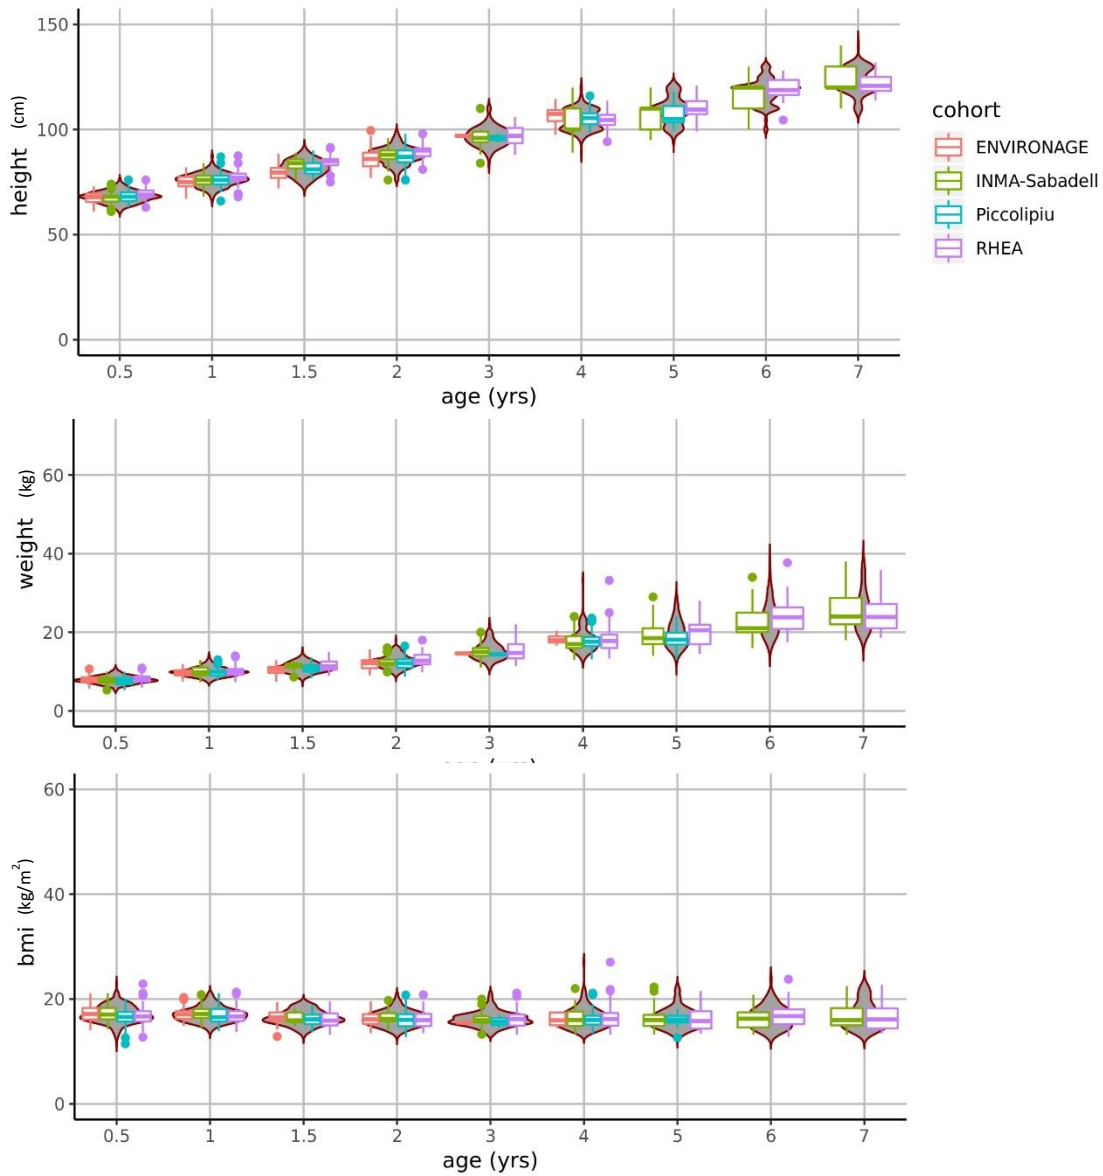 150
100
50
0
height (cm)
0.5 1 1.5 2 3 4 5 6 7
age (yrs)
cohort
ENVIRONAGE
INMA-Sabadell
Piccolipiu
RHEA
60
40
20
0
weight (kg)
0.5 1 1.5 2 3 4 5 6 7
60
40
20
0
bmi (kg/m²)
0.5 1 1.5 2 3 4 5 6 7
age (yrs)